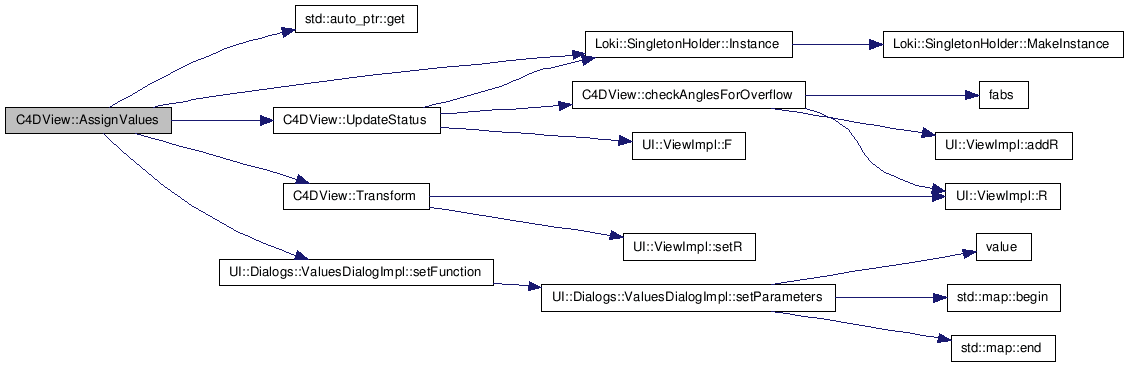 std::auto_ptr::get
Loki::SingletonHolder::Instance
Loki::SingletonHolder::MakeInstance
C4DView::checkAnglesForOverflow
fabs
C4DView::AssignValues
C4DView::UpdateStatus
UI::ViewImpl::F
UI::ViewImpl::addR
C4DView::Transform
UI::ViewImpl::R
UI::ViewImpl::setR
value
UI::Dialogs::ValuesDialogImpl::setFunction
UI::Dialogs::ValuesDialogImpl::setParameters
std::map::begin
std::map::end